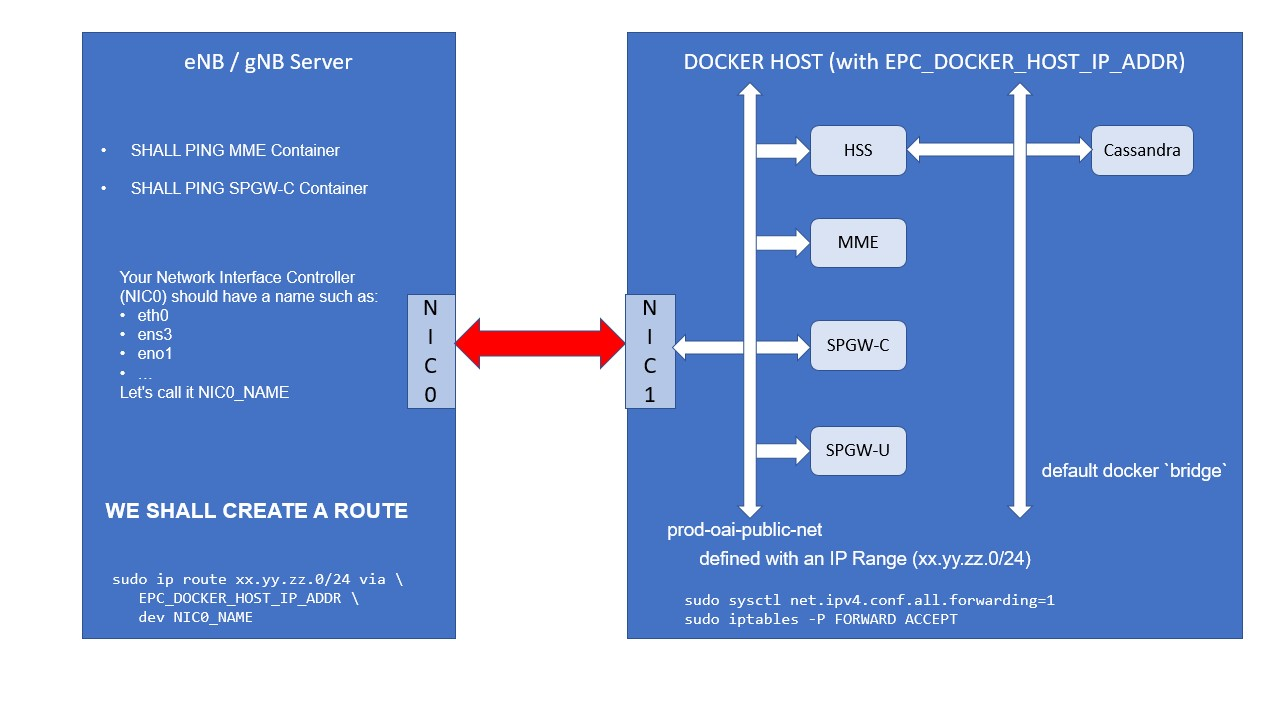 eNB / gNB Server
• SHALL PING MME Container
• SHALL PING SPGW-C Container
Your Network Interface Controller
(NIC0) should have a name such as:
• eth0
• ens3
• eno1
• ...
Let's call it NIC0_NAME
N
I
C
0
WE SHALL CREATE A ROUTE
sudo ip route xx.yy.zz.0/24 via \
EPC_DOCKER_HOST_IP_ADDR \
dev NIC0_NAME
DOCKER HOST (with EPC_DOCKER_HOST_IP_ADDR)
N
I
C
1
HSS
Cassandra
MME
SPGW-C
SPGW-U
default docker `bridge`
prod-oai-public-net
defined with an IP Range (xx.yy.zz.0/24)
sudo sysctl net.ipv4.conf.all.forwarding=1
sudo iptables -P FORWARD ACCEPT